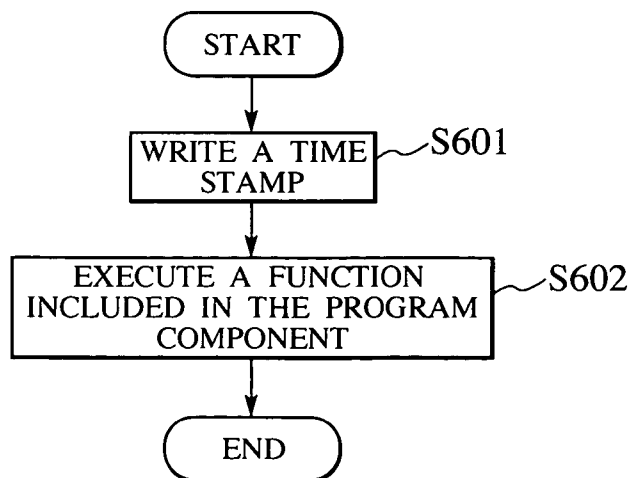 START
WRITE A TIME
STAMP
S601
EXECUTE A FUNCTION
INCLUDED IN THE PROGRAM
COMPONENT
S602
END